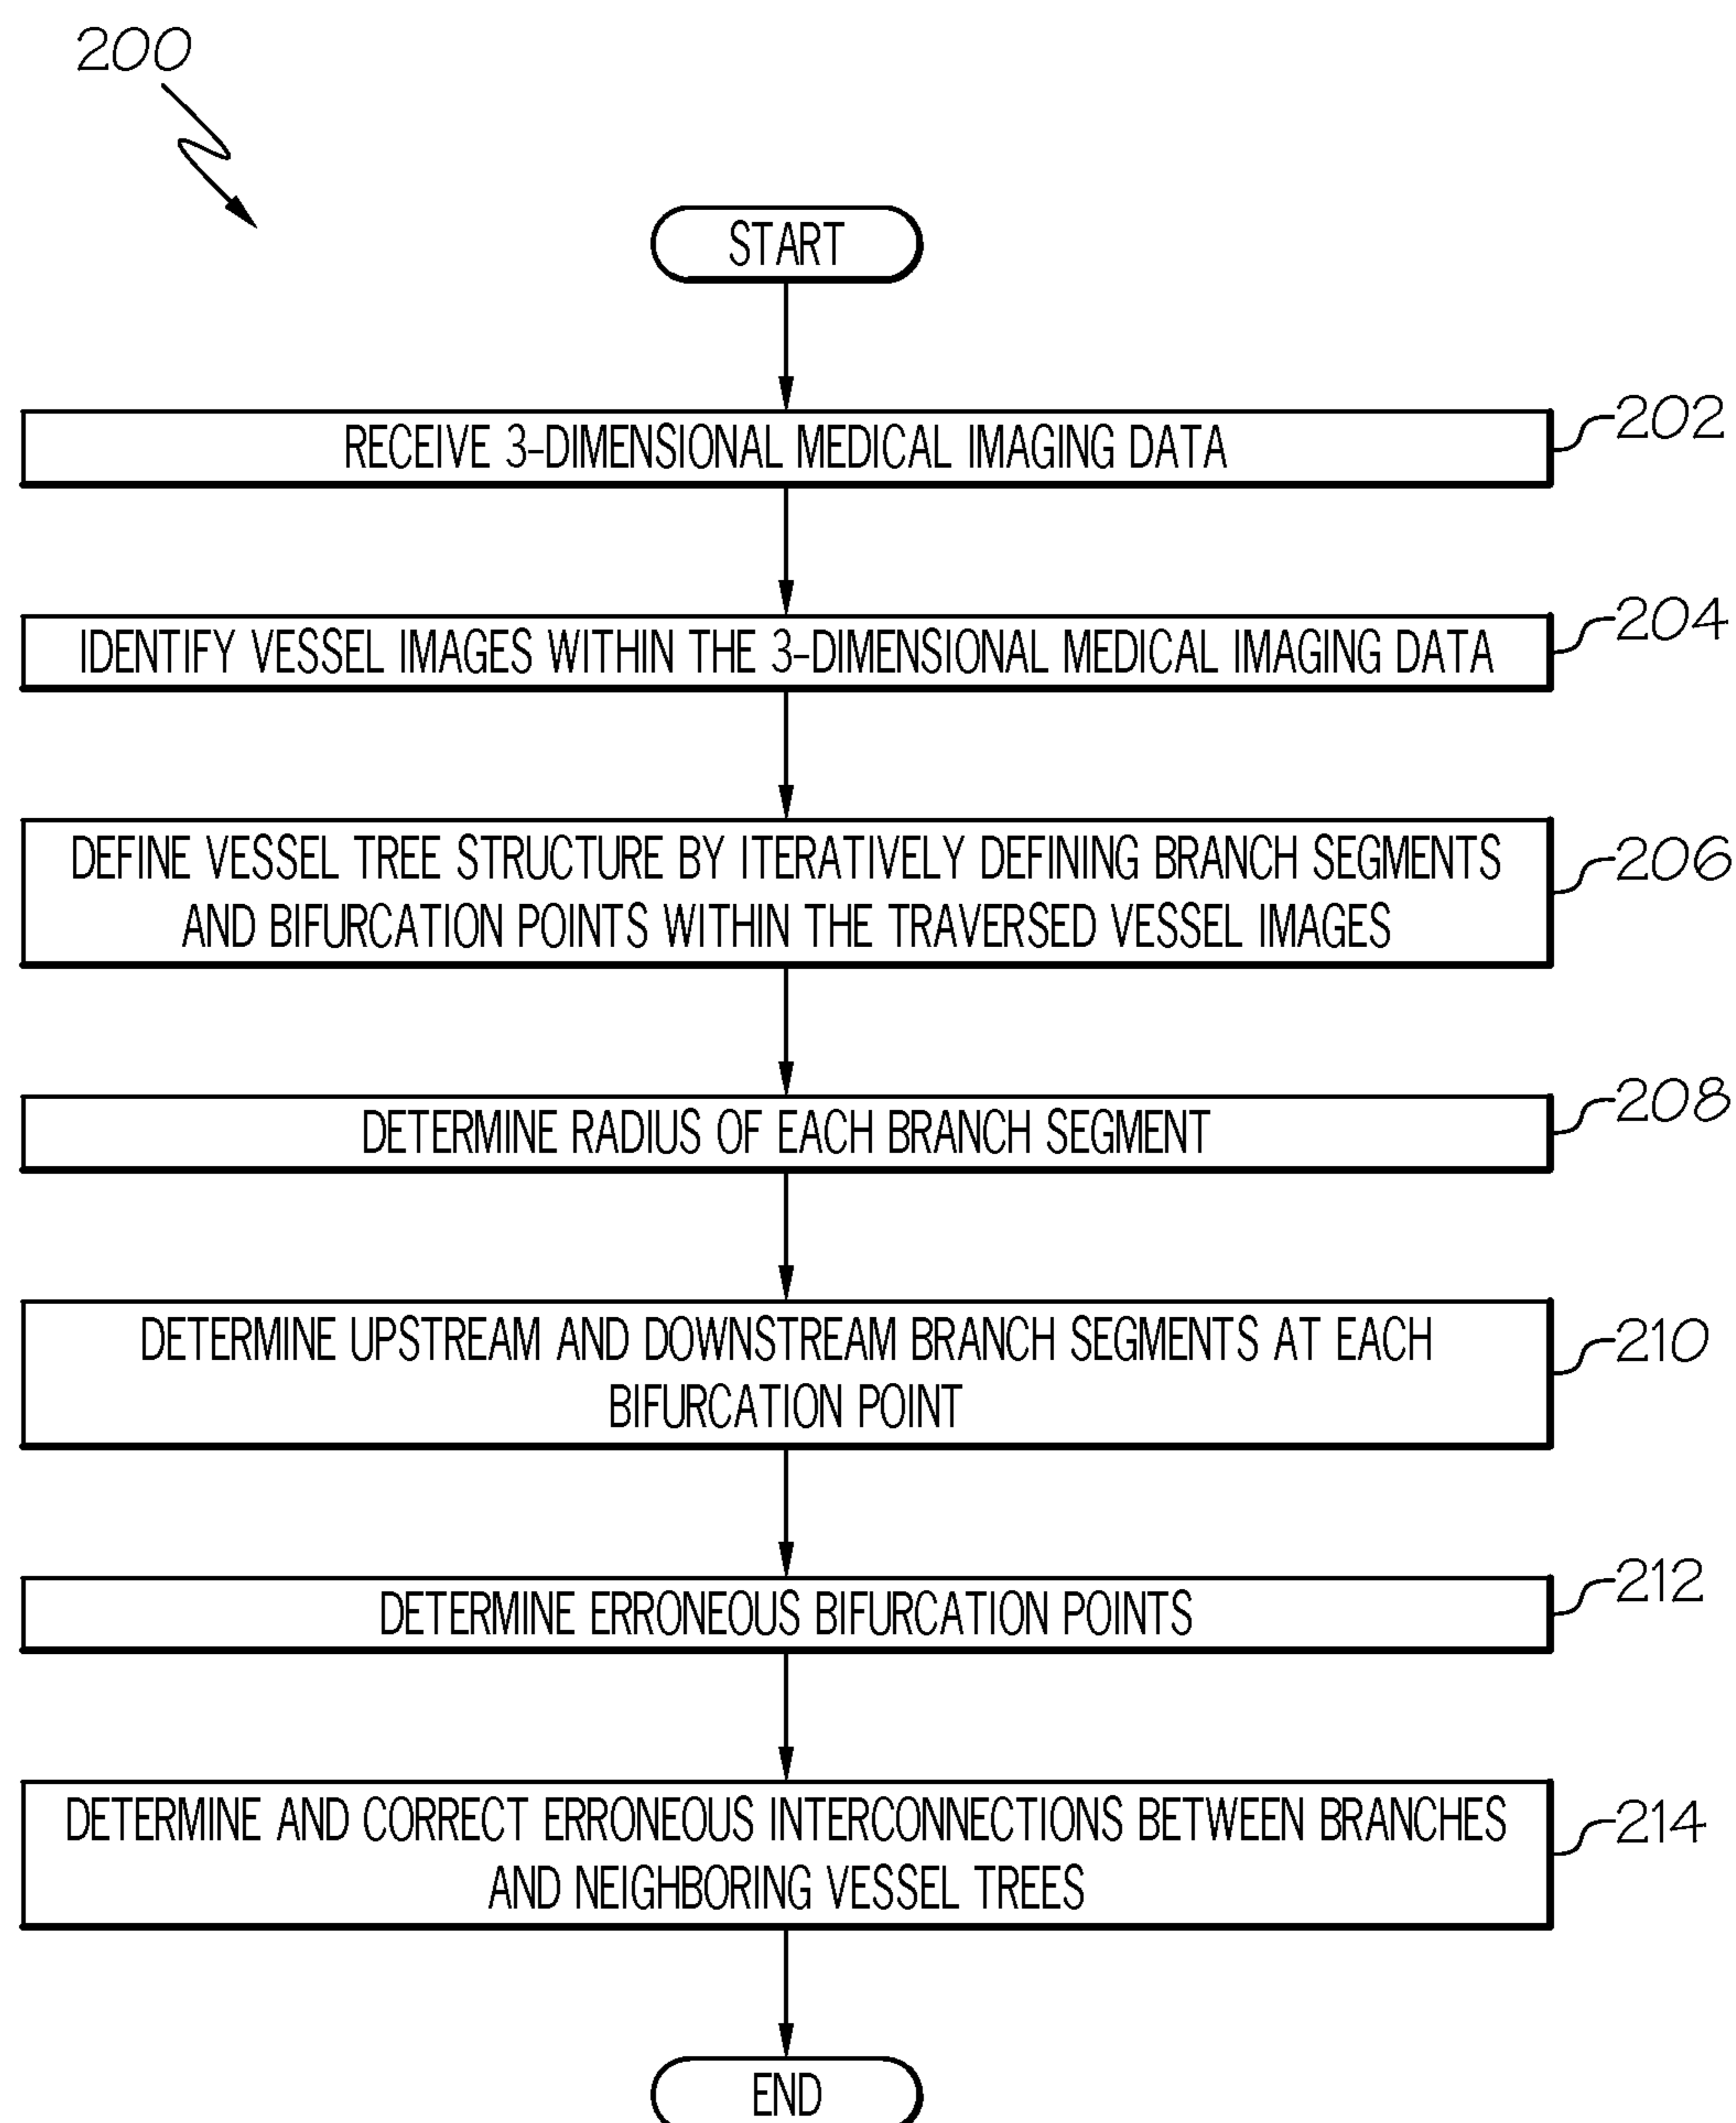 200
START
RECEIVE 3-DIMENSIONAL MEDICAL IMAGING DATA
202
IDENTIFY VESSEL IMAGES WITHIN THE 3-DIMENSIONAL MEDICAL IMAGING DATA
204
DEFINE VESSEL TREE STRUCTURE BY ITERATIVELY DEFINING BRANCH SEGMENTS
AND BIFURCATION POINTS WITHIN THE TRAVERSED VESSEL IMAGES
206
DETERMINE RADIUS OF EACH BRANCH SEGMENT
208
DETERMINE UPSTREAM AND DOWNSTREAM BRANCH SEGMENTS AT EACH
BIFURCATION POINT
210
DETERMINE ERRONEOUS BIFURCATION POINTS
212
DETERMINE AND CORRECT ERRONEOUS INTERCONNECTIONS BETWEEN BRANCHES
AND NEIGHBORING VESSEL TREES
214
END